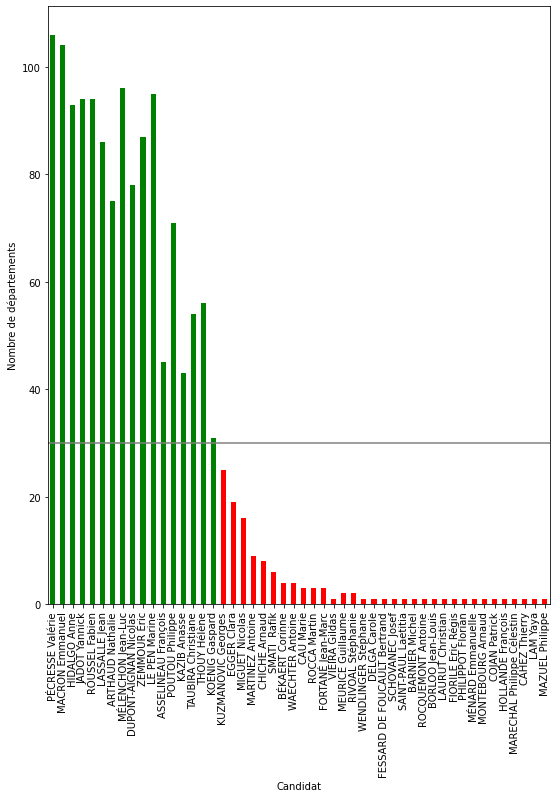 100
80
60
40
20
0
Nombre de départements
PÉCRESSE Valérie
MACRON Emmanuel
HIDALGO Anne
JADOT Yannick
ROUSSEL Fabien
LASSALLE Jean
ARTHAUD Nathalie
MÉLENCHON Jean-Luc
DUPONT-AIGNAN Nicolas
ZEMMOUR Éric
LE PEN Marine
ASSELINEAU François
POUTOU Philippe
KAZIB Anasse
TAUBIRA Christiane
THOUY Hélène
KOENIG Gaspard
KUZMANOVIC Georges
EGGER Clara
MIGUET Nicolas
MARTINEZ Antoine
CHICHE Arnaud
SMATI Rafik
BÉKAERT Corinne
WAECHTER Antoine
CAU Marie
ROCCA Martin
FORTANÉ Jean-Marc
VIEIRA Gildas
MEURICE Guillaume
RIVOAL Stéphanie
WENDLINGER Stéphane
DELGA Carole
FESSARD DE FOUCAULT Bertrand
SCHOVANEC Josef
SAINT-PAUL Laetitia
BARNIER Michel
ROCQUEMONT Antoine
BORLOO Jean-Louis
LAURUT Christian
FIORILE Eric Régis
PHILIPPOT Florian
MÉNARD Emmanuelle
MONTEBOURG Arnaud
COMN Patrick
HOLLANDE François
MARECHAL Philippe Célestin
CAHEZ Thierry
LAM Yaya
MAZUEL Philippe
Candidat